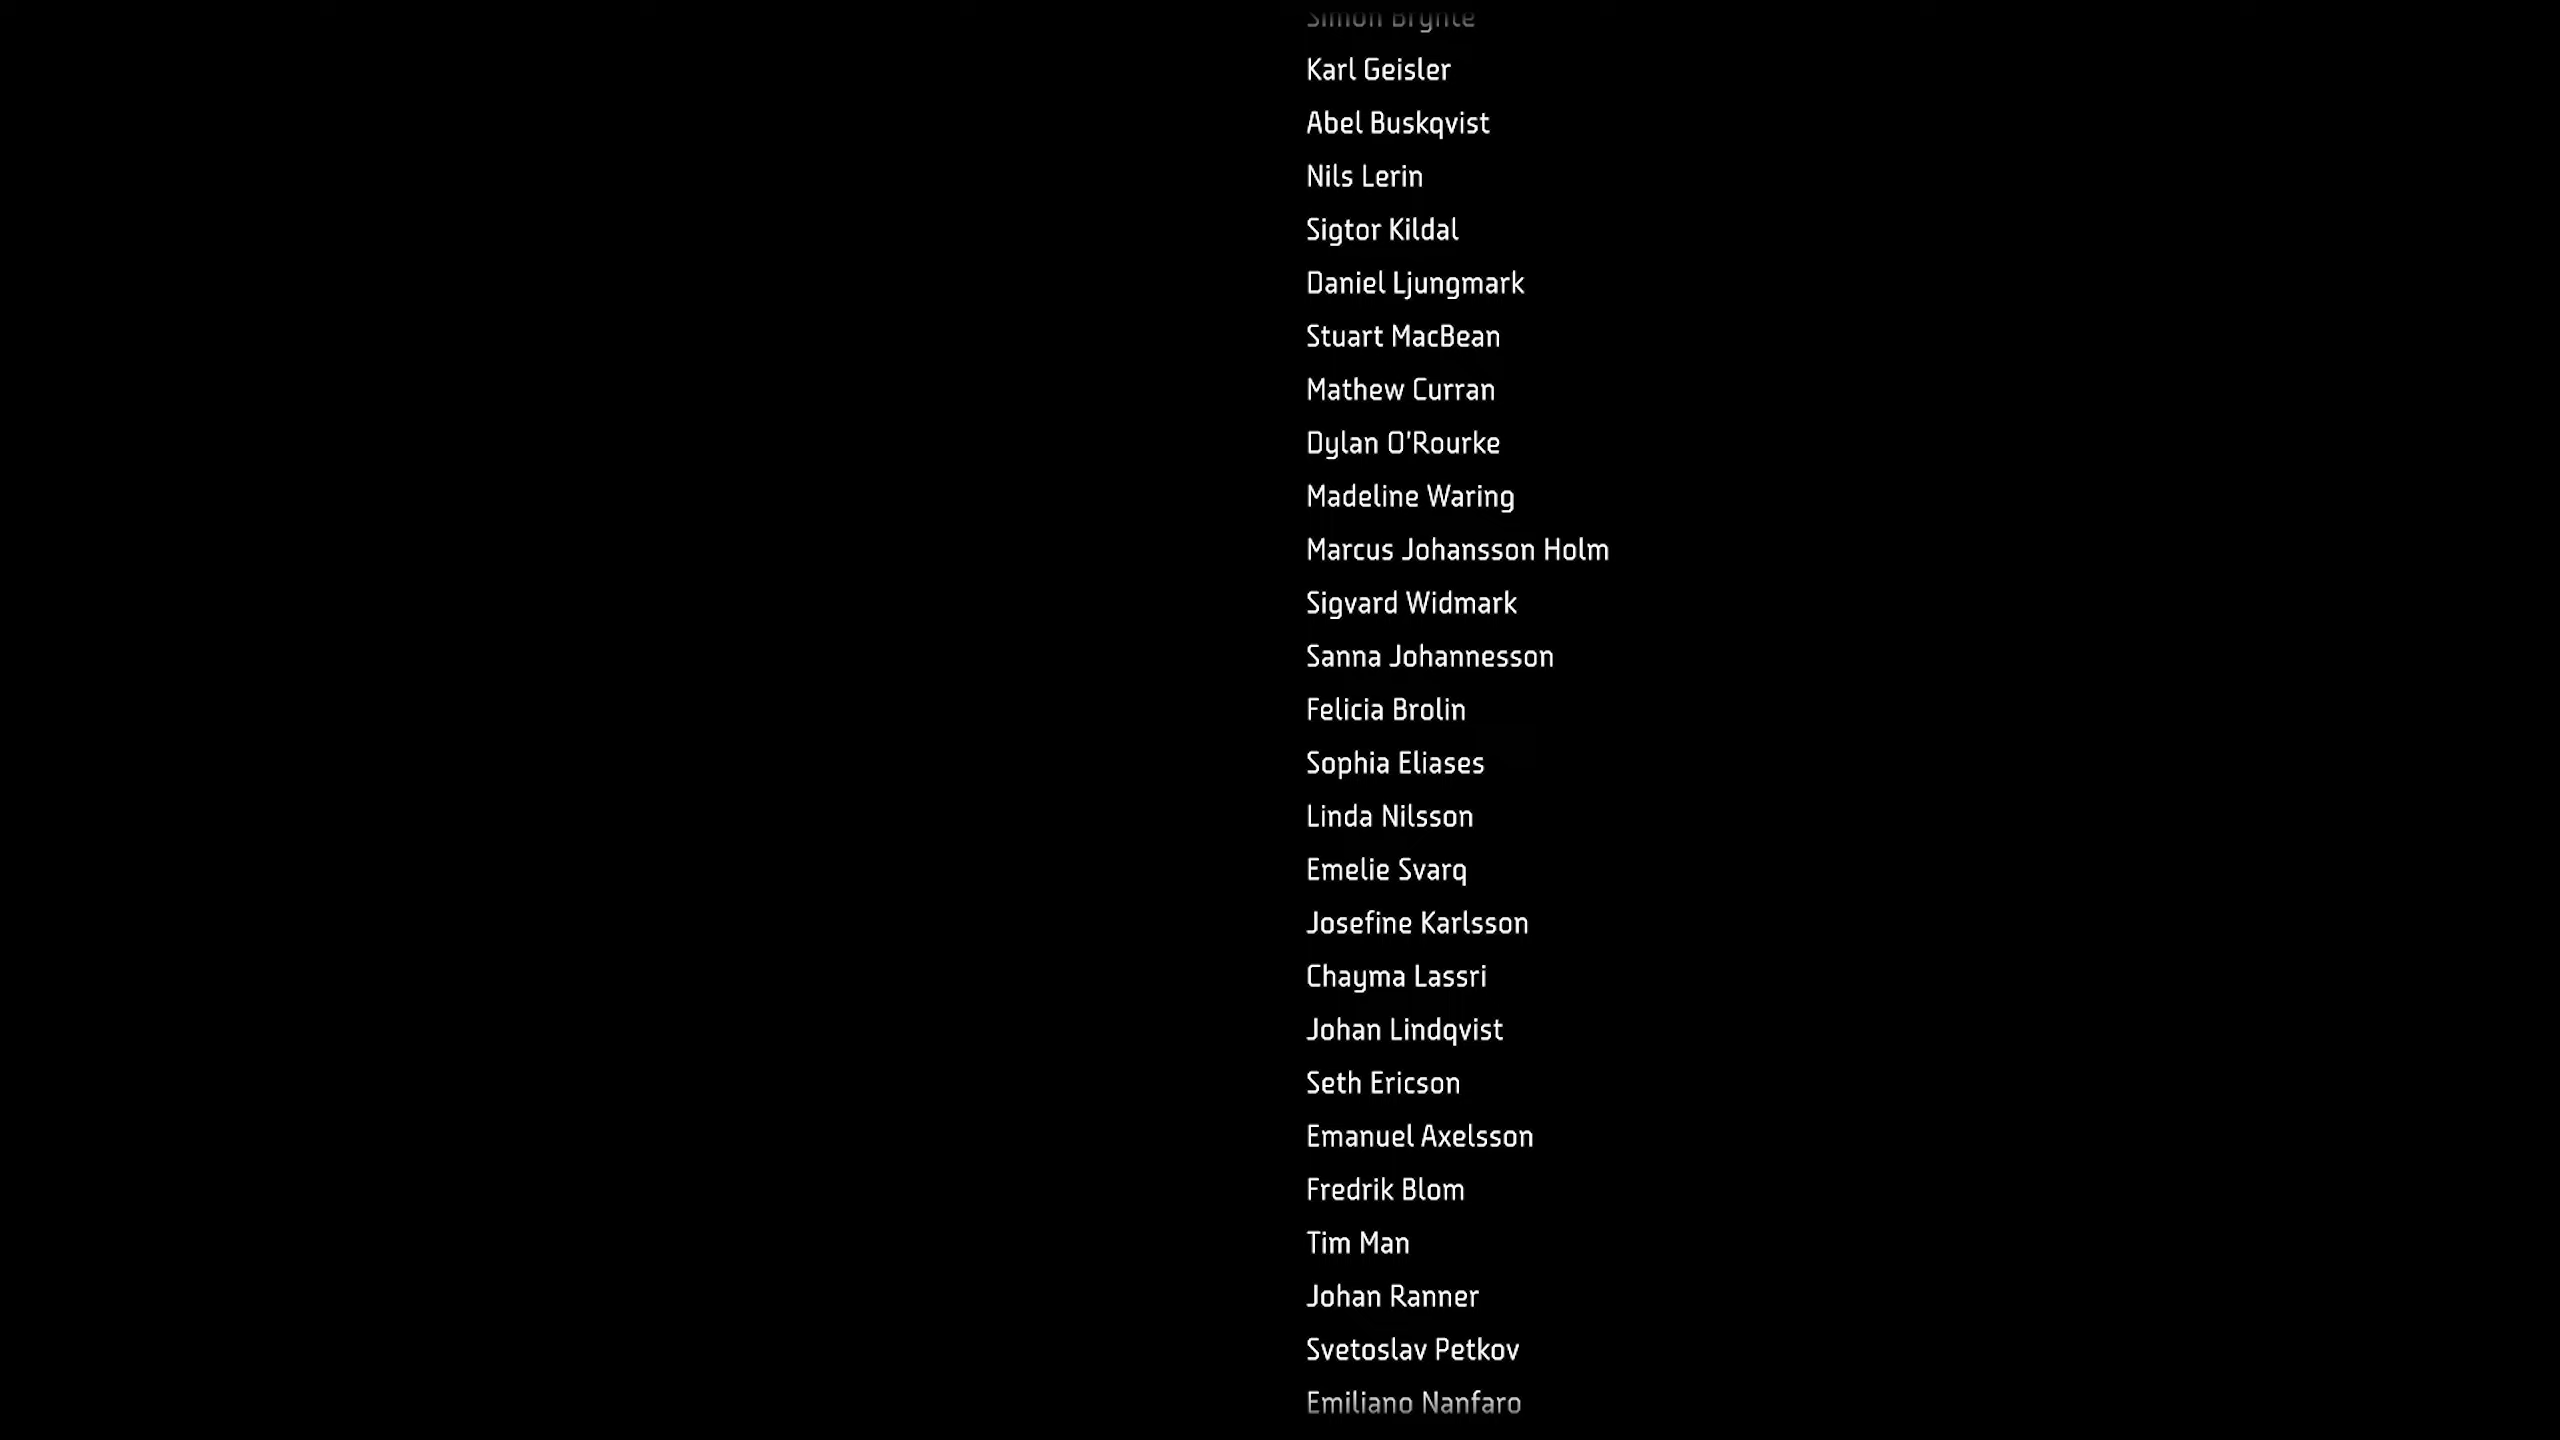 Simon Brynte
Karl Geisler
Abel Buskqvist
Nils Lerin
Sigtor Kildal
Daniel Ljungmark
Stuart MacBean
Mathew Curran
Dylan O'Rourke
Madeline Waring
Marcus Johansson Holm
Sigvard Widmark
Sanna Johannesson
Felicia Brolin
Sophia Eliases
Linda Nilsson
Emelie Svarq
Josefine Karlsson
Chayma Lassri
Johan Lindqvist
Seth Ericson
Emanuel Axelsson
Fredrik Blom
Tim Man
Johan Ranner
Svetoslav Petkov
Emiliano Nanfaro